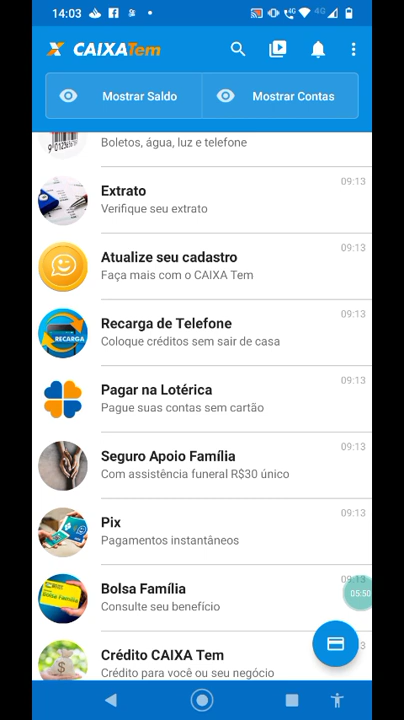 14:03
4G
CAIXATem
Mostrar Saldo
Mostrar Contas
Boletos, água, luz e telefone
Extrato
09:13
Verifique seu extrato
Atualize seu cadastro
09:13
Faça mais com o CAIXA Tem
Recarga de Telefone
09:13
Coloque créditos sem sair de casa
RECARGA
Pagar na Lotérica
09:13
Pague suas contas sem cartão
Seguro Apoio Família
09:13
Com assistência funeral R$30 único
Pix
09:13
Pagamentos instantâneos
Bolsa Família
09:13
Consulte seu benefício
Bolsa Família
05:50
Crédito CAIXA Tem
Crédito para você ou seu negócio